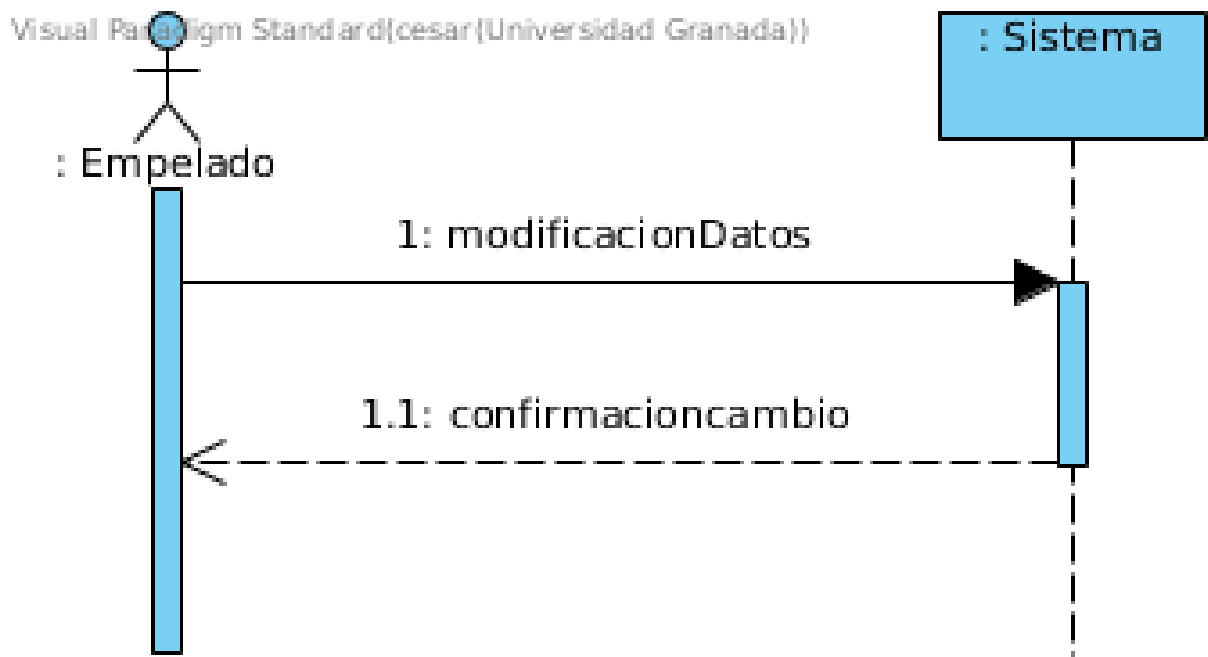 Visual Paradigm Standard(cesar(Universidad Granada))
: Sistema
: Empelado
1: modificacionDatos
1.1: confirmacioncambio